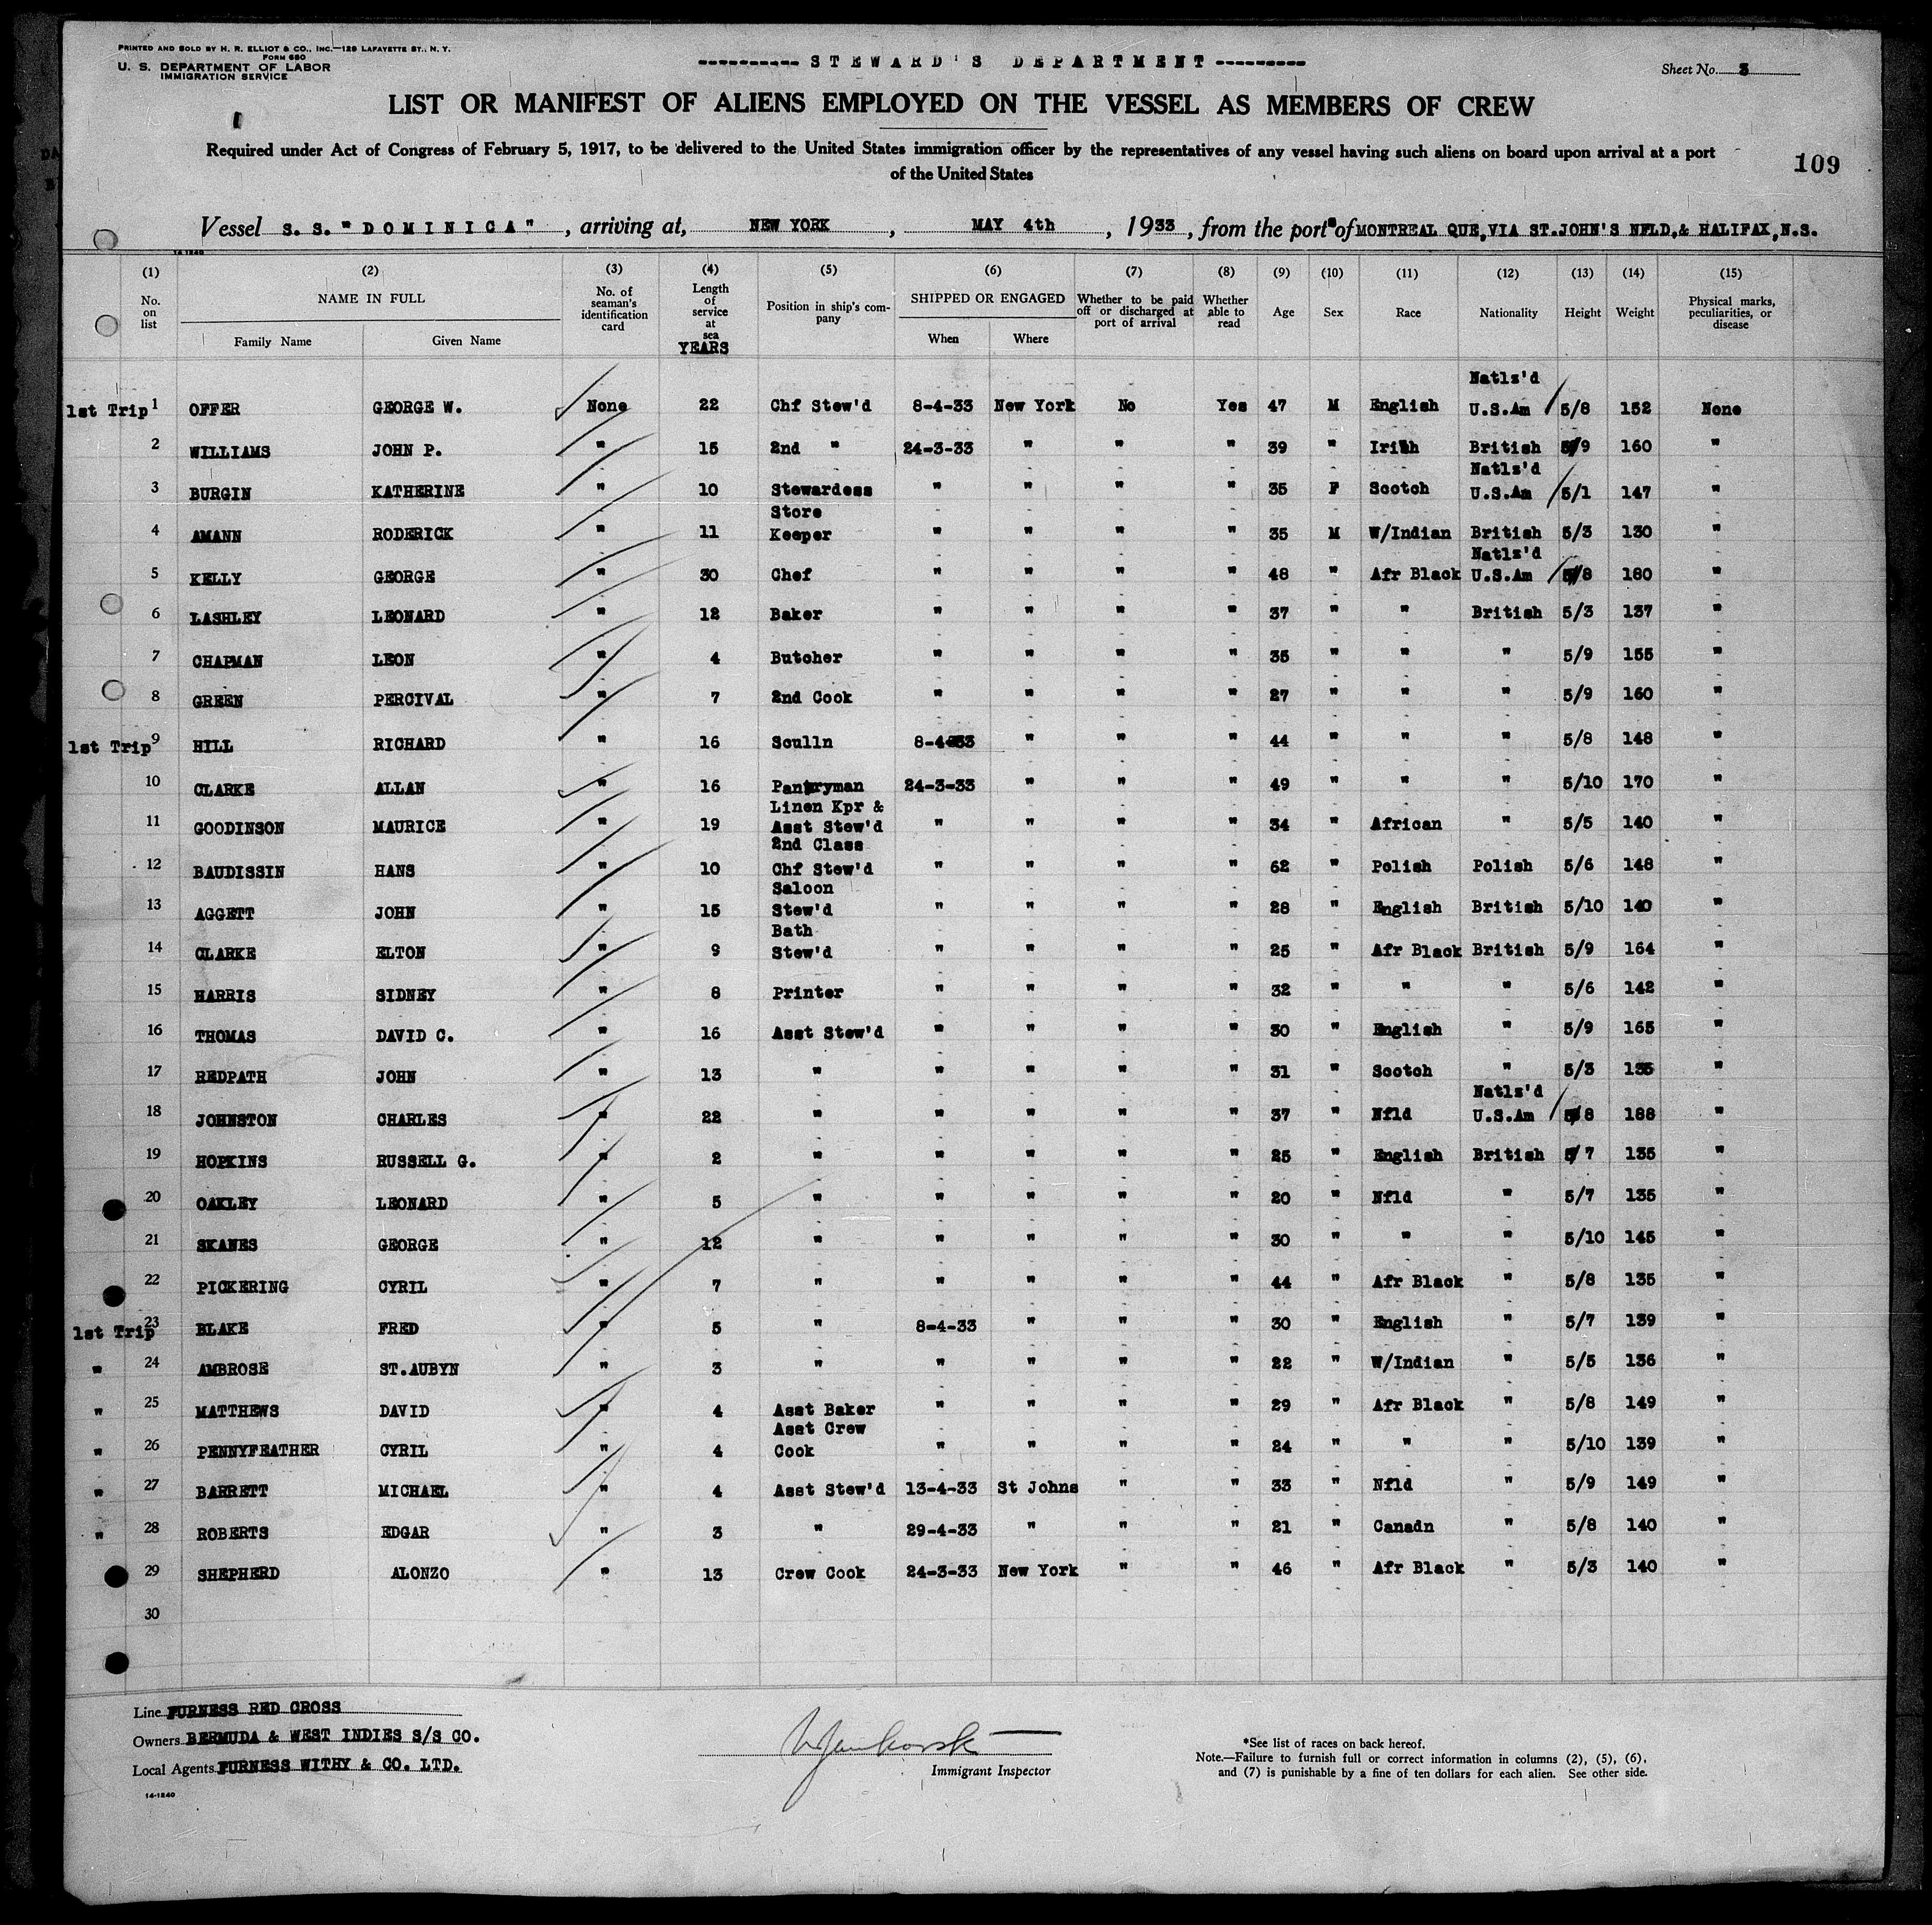 PRINTED AND SOLD BY H. R. ELLIOT & CO., INC.—129 LAFAYETTE ST., N. Y.
FORM 680
U. S. DEPARTMENT OF LABOR
IMMIGRATION SERVICE
---------- STEWARD'S DEPARTMENT ---------
Sheet No. 3
LIST OR MANIFEST OF ALIENS EMPLOYED ON THE VESSEL AS MEMBERS OF CREW
Required under Act of Congress of February 5, 1917, to be delivered to the United States immigration officer by the representatives of any vessel having such aliens on board upon arrival at a port
of the United States
109
Vessel S. S. "DOMINICA", arriving at, NEW YORK, MAY 4th, 1933, from the ports of MONTREAL QUE, VIA ST.JOHN'S NFLD,& HALIFAX,N.S.
14-1240
(1) (2) (3) (4) (5) (6) (7) (8) (9) (10) (11) (12) (13) (14) (15)
No. on list NAME IN FULL Family Name Given Name No. of seaman's identification card Length of service at sea YEARS Position in ship's company SHIPPED OR ENGAGED When Where Whether to be paid off or discharged at port of arrival Whether able to read Age Sex Race Nationality Height Weight Physical marks, peculiarities, or disease
1st Trip 1 OFFER GEORGE W. None 22 Chf Stew'd 8-4-33 New York No Yes 47 M English Natlz'd U.S.Am 5/8 152 None
2 WILLIAMS JOHN P. " 15 2nd " 24-3-33 " " " 39 " Irish British 5/9 160 "
3 BURGIN KATHERINE " 10 Stewardess " " " " 35 F Scotch Natlz'd U.S.Am 5/1 147 "
4 AMANN RODERICK " 11 Store Keeper " " " " 35 M W/Indian British 5/3 130 "
5 KELLY GEORGE " 30 Chef " " " " 48 " Afr Black Natlz'd U.S.Am 5/8 180 "
6 LASHLEY LEONARD " 12 Baker " " " " 37 " " British 5/3 137 "
7 CHAPMAN LEON " 4 Butcher " " " " 35 " " " 5/9 155 "
8 GREEN PERCIVAL " 7 2nd Cook " " " " 27 " " " 5/9 160 "
1st Trip 9 HILL RICHARD " 16 Sculln 8-4-33 " " " 44 " " " 5/8 148 "
10 CLARKE ALLAN " 16 Pantryman 24-3-33 " " " 49 " " " 5/10 170 "
11 GOODINSON MAURICE " 19 Linen Kpr & Asst Stew'd " " " " 34 " African " 5/5 140 "
12 BAUDISSIN HANS " 10 2nd Class Chf Stew'd " " " " 62 " Polish Polish 5/6 148 "
13 AGGETT JOHN " 15 Saloon Stew'd " " " " 28 " English British 5/10 140 "
14 CLARKE ELTON " 9 Bath Stew'd " " " " 25 " Afr Black British 5/9 164 "
15 HARRIS SIDNEY " 8 Printer " " " " 32 " " " 5/6 142 "
16 THOMAS DAVID C. " 16 Asst Stew'd " " " " 30 " English " 5/9 165 "
17 REDPATH JOHN " 13 " " " " " 31 " Scotch " 5/3 135 "
18 JOHNSTON CHARLES " 22 " " " " " 37 " Nfld Natlz'd U.S.Am 5/8 188 "
19 HOPKINS RUSSELL G. " 2 " " " " " 25 " English British 5/7 135 "
20 OAKLEY LEONARD " 5 " " " " " 20 " Nfld " 5/7 135 "
21 SKANES GEORGE " 12 " " " " " 30 " " " 5/10 145 "
22 PICKERING CYRIL " 7 " " " " " 44 " Afr Black " 5/8 135 "
1st Trip 23 BLAKE FRED " 5 " 8-4-33 " " " 30 " English " 5/7 139 "
" 24 AMBROSE ST.AUBYN " 3 " " " " " 22 " W/Indian " 5/5 136 "
" 25 MATTHEWS DAVID " 4 Asst Baker " " " " 29 " Afr Black " 5/8 149 "
" 26 PENNYFEATHER CYRIL " 4 Asst Crew Cook " " " " 24 " " " 5/10 139 "
" 27 BARRETT MICHAEL " 4 Asst Stew'd 13-4-33 St Johns " " 33 " Nfld " 5/9 149 "
" 28 ROBERTS EDGAR " 3 " 29-4-33 " " " 21 " Canadn " 5/8 140 "
29 SHEPHERD ALONZO " 13 Crew Cook 24-3-33 New York " " 46 " Afr Black " 5/3 140 "
30
Line FURNESS RED CROSS
Owners BERMUDA & WEST INDIES S/S CO.
Local Agents FURNESS WITHY & CO. LTD.
14-1240
Immigrant Inspector
*See list of races on back hereof.
Note.—Failure to furnish full or correct information in columns (2), (5), (6),
and (7) is punishable by a fine of ten dollars for each alien. See other side.